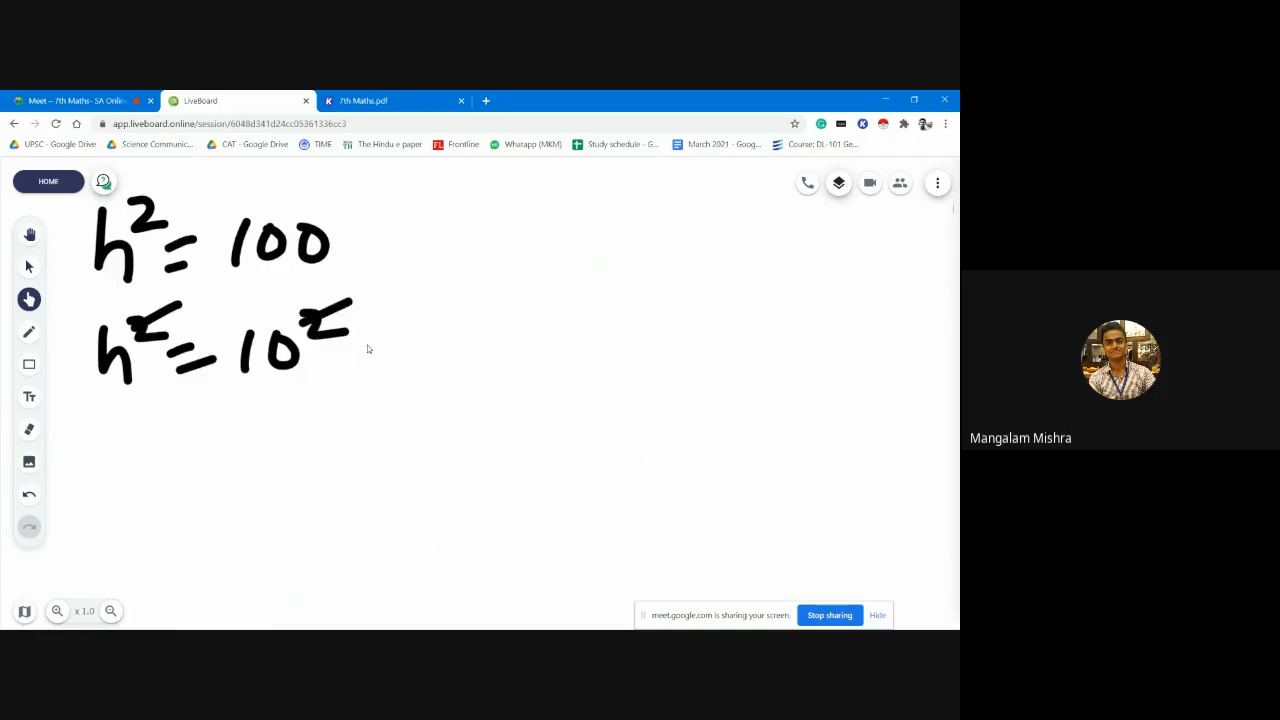 Meet – 7th Maths- SA Onlin
LiveBoard
7th Maths.pdf
app.liveboard.online/session/6048d341d24cc05361336cc3
UPSC - Google Drive
Science Communic...
CAT - Google Drive
TIME
The Hindu e paper
FL Frontline
Whatapp (MKM)
Study schedule - G...
March 2021 - Goog...
Course: DL-101 Ge...
HOME
h² = 100
h² = 10²
Mangalam Mishra
Tт
x 1.0
meet.google.com is sharing your screen.
Stop sharing
Hide